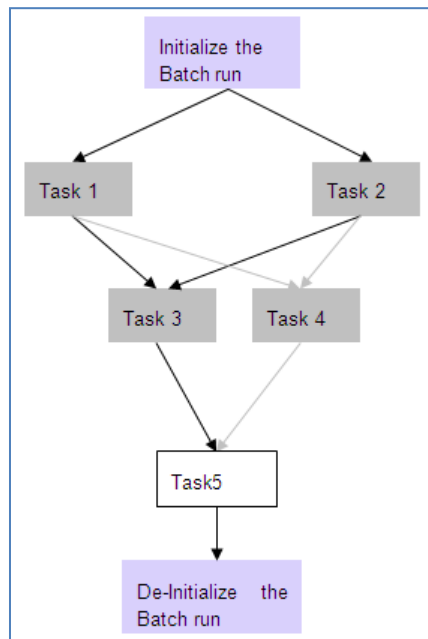 Initialize the
Batch run
Task 1
Task 2
Task 3
Task 4
Task5
De-Initialize the
Batch run